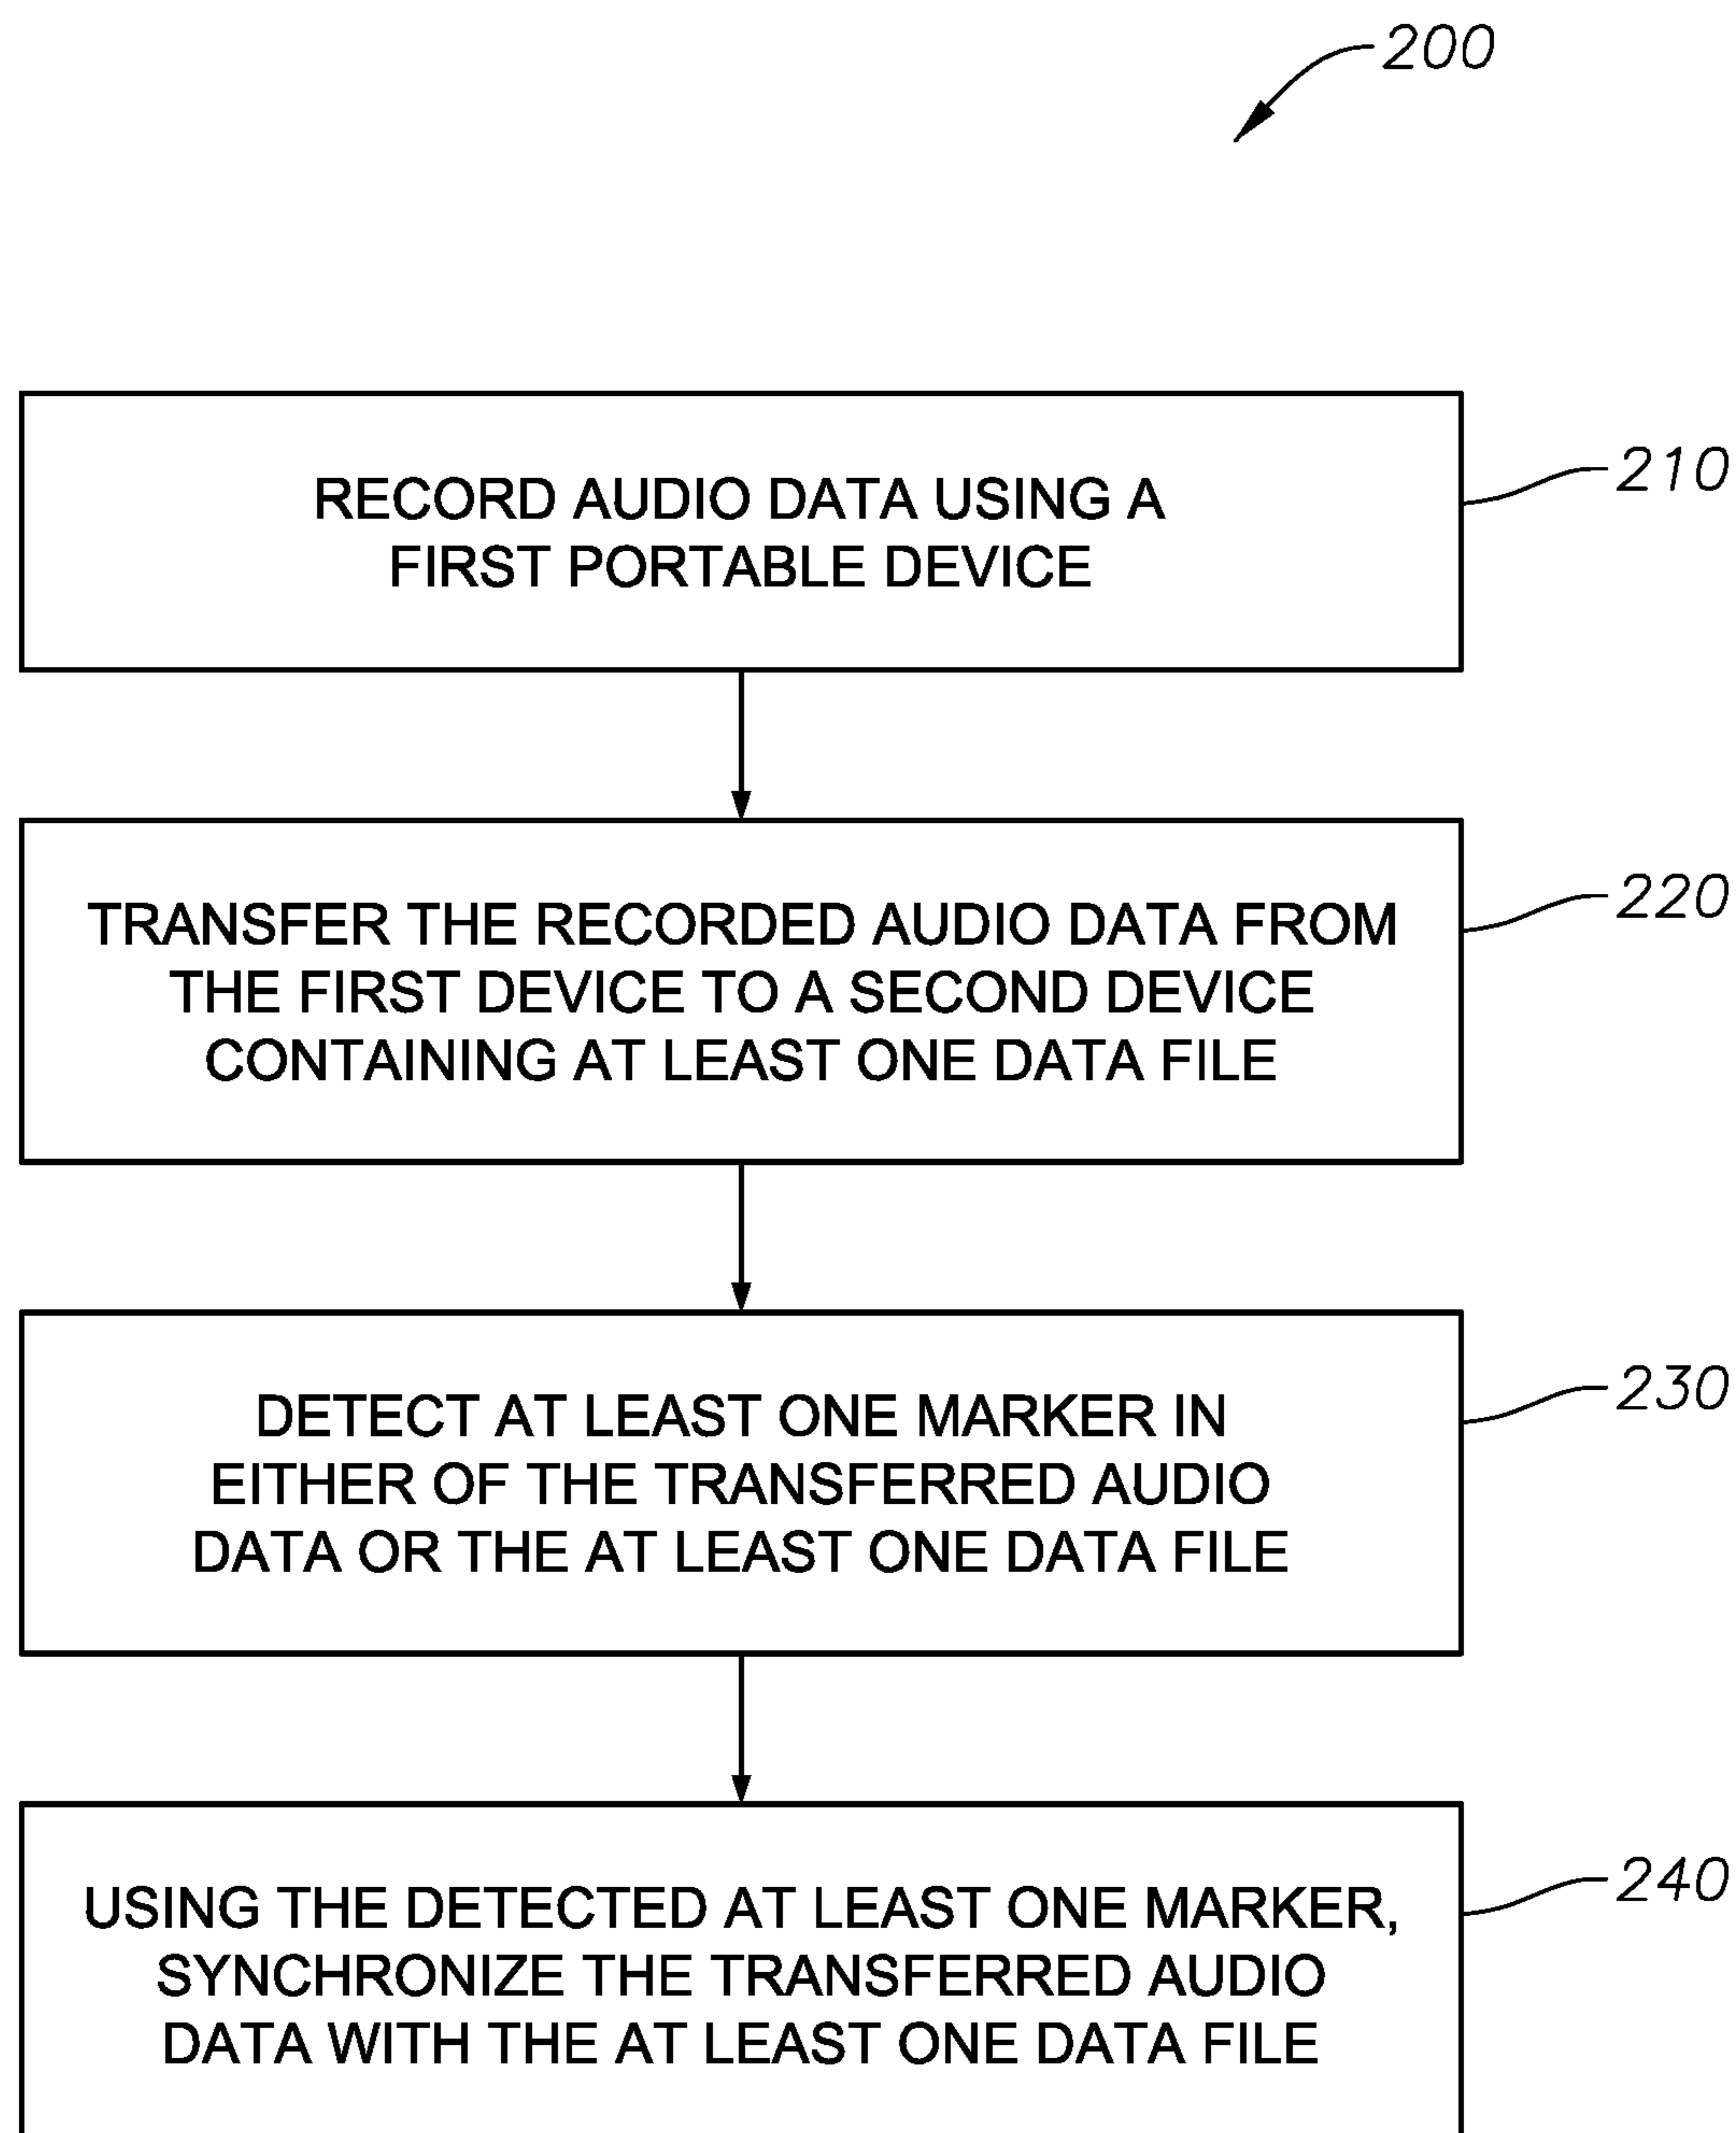 200
RECORD AUDIO DATA USING A
FIRST PORTABLE DEVICE
210
TRANSFER THE RECORDED AUDIO DATA FROM
THE FIRST DEVICE TO A SECOND DEVICE
CONTAINING AT LEAST ONE DATA FILE
220
DETECT AT LEAST ONE MARKER IN
EITHER OF THE TRANSFERRED AUDIO
DATA OR THE AT LEAST ONE DATA FILE
230
USING THE DETECTED AT LEAST ONE MARKER,
SYNCHRONIZE THE TRANSFERRED AUDIO
DATA WITH THE AT LEAST ONE DATA FILE
240